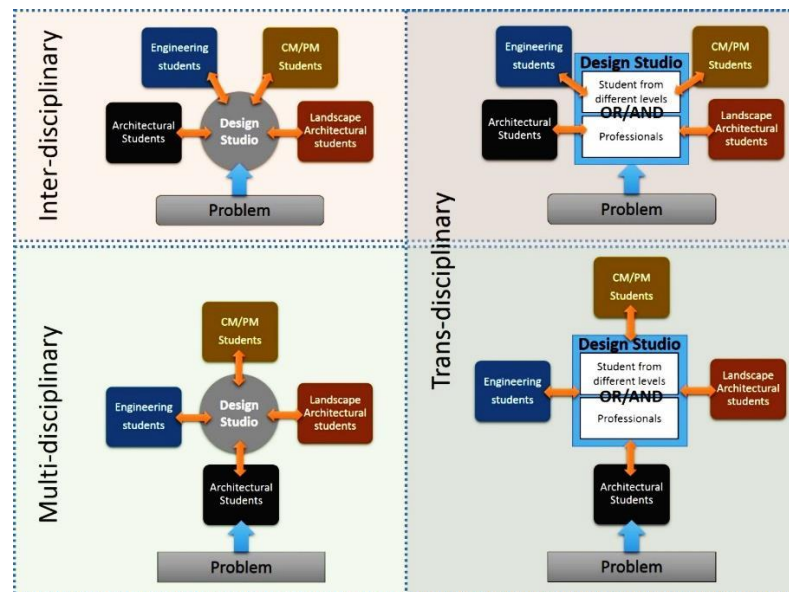 Inter-disciplinary
Engineering
students
CM/PM
Students
Architectural
Students
Design
Studio
Landscape
Architectural
students
Problem
Trans-disciplinary
Engineering
students
Design Studio
CM/PM
Students
Student from
different levels
OR/AND
Professionals
Architectural
Students
Landscape
Architectural
students
Problem
Multi-disciplinary
CM/PM
Students
Engineering
students
Design
Studio
Landscape
Architectural
students
Architectural
Students
Problem
CM/PM
Students
Design Studio
Engineering
students
Student from
different levels
OR/AND
Professionals
Landscape
Architectural
students
Architectural
Students
Problem